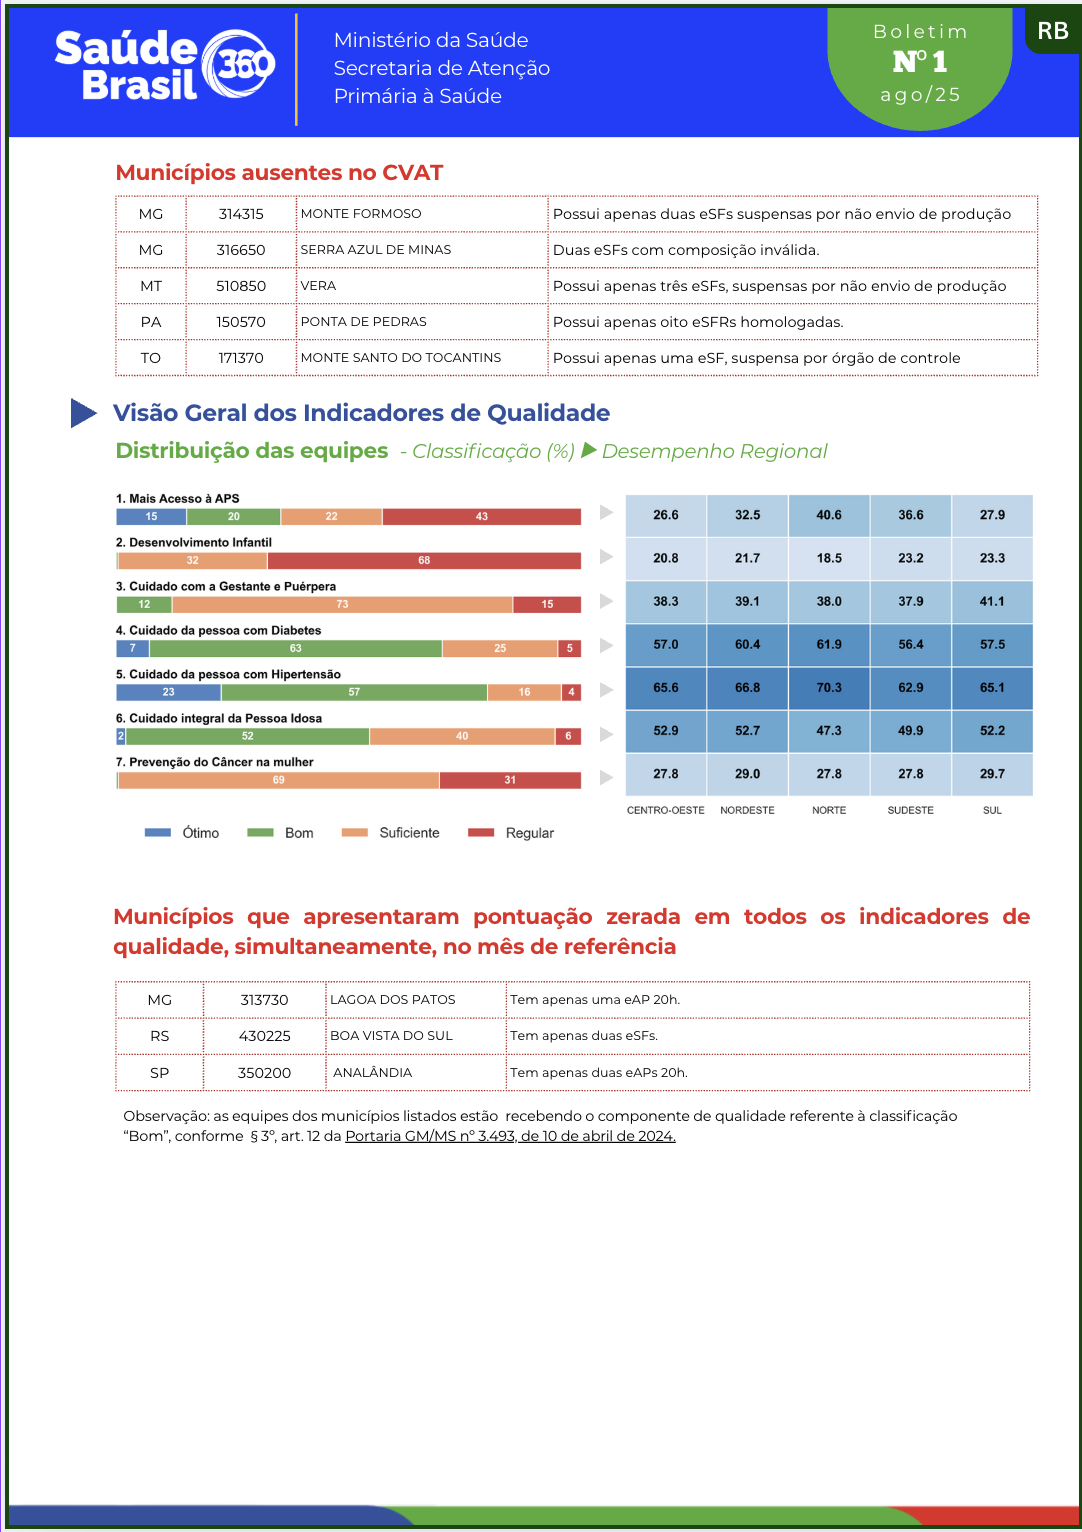 Saúde
Brasil
360
Ministério da Saúde
Secretaria de Atenção
Primária à Saúde
Boletim
Nº 1
ago/25
RB
Municípios ausentes no CVAT
MG 314315 MONTE FORMOSO Possui apenas duas eSFs suspensas por não envio de produção
MG 316650 SERRA AZUL DE MINAS Duas eSFs com composição inválida.
MT 510850 VERA Possui apenas três eSFs, suspensas por não envio de produção
PA 150570 PONTA DE PEDRAS Possui apenas oito eSFRs homologadas.
TO 171370 MONTE SANTO DO TOCANTINS Possui apenas uma eSF, suspensa por órgão de controle
Visão Geral dos Indicadores de Qualidade
Distribuição das equipes - Classificação (%) Desempenho Regional
1. Mais Acesso à APS
15 20 22 43 26.6 32.5 40.6 36.6 27.9
2. Desenvolvimento Infantil
32 68 20.8 21.7 18.5 23.2 23.3
3. Cuidado com a Gestante e Puérpera
12 73 15 38.3 39.1 38.0 37.9 41.1
4. Cuidado da pessoa com Diabetes
7 63 25 5 57.0 60.4 61.9 56.4 57.5
5. Cuidado da pessoa com Hipertensão
23 57 16 4 65.6 66.8 70.3 62.9 65.1
6. Cuidado integral da Pessoa Idosa
2 52 40 6 52.9 52.7 47.3 49.9 52.2
7. Prevenção do Câncer na mulher
69 31 27.8 29.0 27.8 27.8 29.7
CENTRO-OESTE NORDESTE NORTE SUDESTE SUL
Ótimo Bom Suficiente Regular
Municípios que apresentaram pontuação zerada em todos os indicadores de
qualidade, simultaneamente, no mês de referência
MG 313730 LAGOA DOS PATOS Tem apenas uma eAP 20h.
RS 430225 BOA VISTA DO SUL Tem apenas duas eSFs.
SP 350200 ANALÂNDIA Tem apenas duas eAPs 20h.
Observação: as equipes dos municípios listados estão recebendo o componente de qualidade referente à classificação
“Bom”, conforme § 3º, art. 12 da Portaria GM/MS nº 3.493, de 10 de abril de 2024.